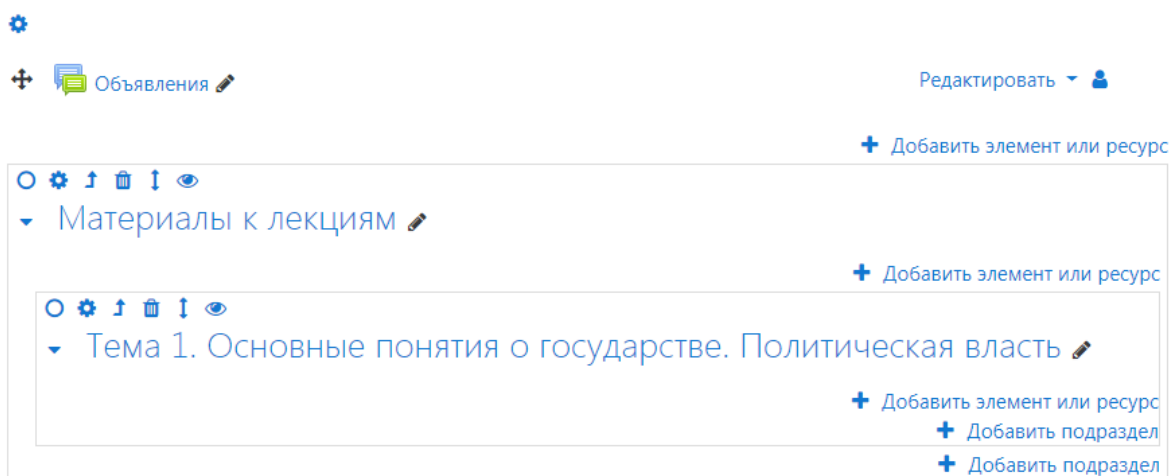 Объявления
Редактировать
Добавить элемент или ресурс
Материалы к лекциям
Добавить элемент или ресурс
Тема 1. Основные понятия о государстве. Политическая власть
Добавить элемент или ресурс
Добавить подраздел
Добавить подраздел